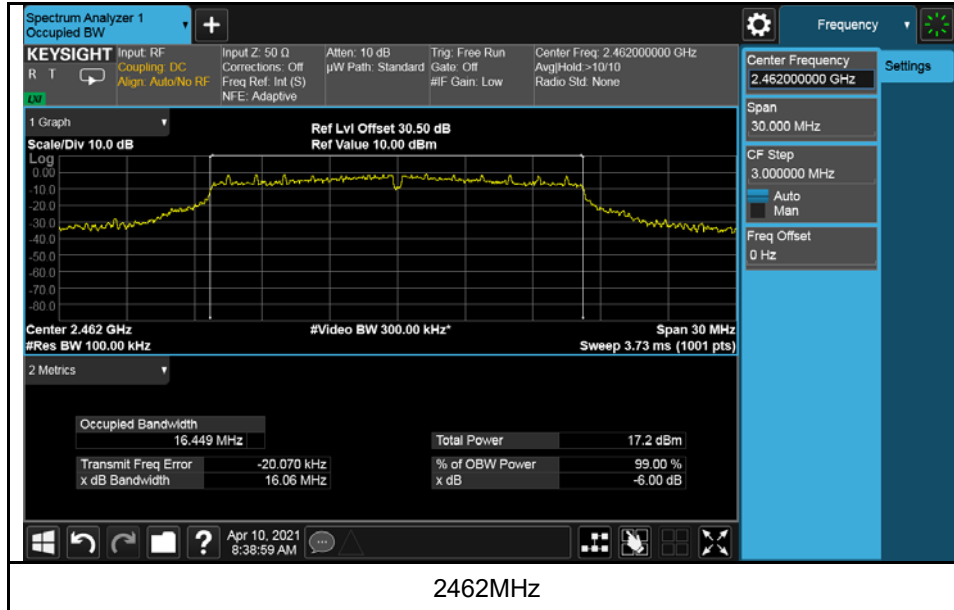 Spectrum Analyzer 1
Occupied BW
+
Frequency
KEYSIGHT
R T
LXI
Input: RF
Coupling: DC
Align: Auto/No RF
Input Z: 50 Ω
Corrections: Off
Freq Ref: Int (S)
NFE: Adaptive
Atten: 10 dB
µW Path: Standard
Trig: Free Run
Gate: Off
#IF Gain: Low
Center Freq: 2.462000000 GHz
Avg|Hold:>10/10
Radio Std: None
Center Frequency
2.462000000 GHz
Settings
Span
30.000 MHz
CF Step
3.000000 MHz
Auto
Man
Freq Offset
0 Hz
1 Graph
Scale/Div 10.0 dB
Ref Lvl Offset 30.50 dB
Ref Value 10.00 dBm
Log
0.00
-10.0
-20.0
-30.0
-40.0
-50.0
-60.0
-70.0
-80.0
Center 2.462 GHz
#Video BW 300.00 kHz*
Span 30 MHz
#Res BW 100.00 kHz
Sweep 3.73 ms (1001 pts)
2 Metrics
Occupied Bandwidth
16.449 MHz
Total Power 17.2 dBm
Transmit Freq Error -20.070 kHz
% of OBW Power 99.00 %
x dB Bandwidth 16.06 MHz
x dB -6.00 dB
?
Apr 10, 2021
8:38:59 AM
2462MHz